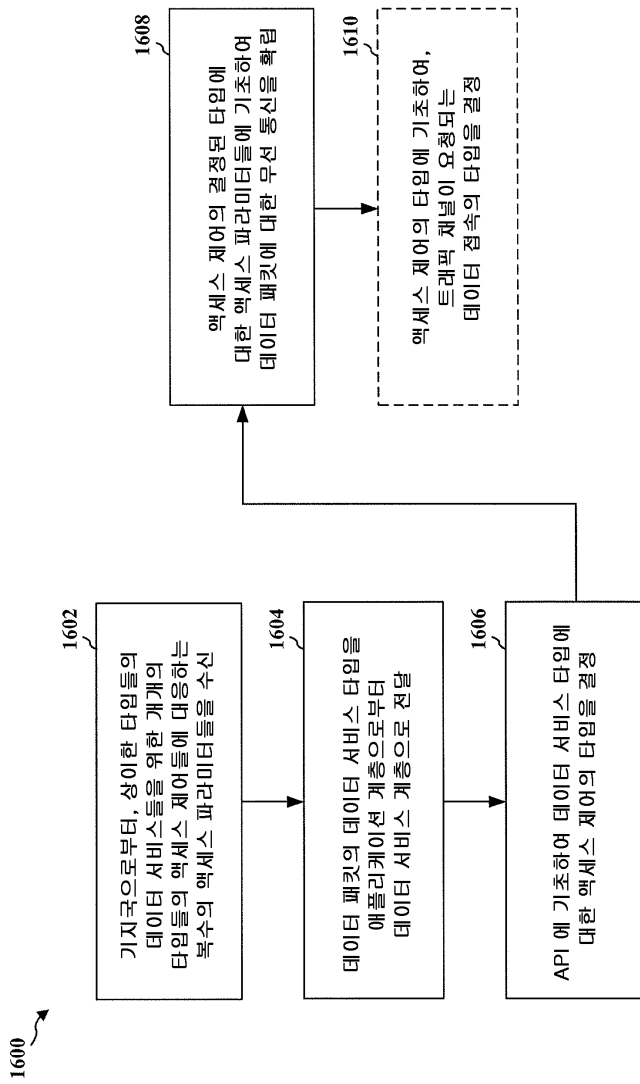 1600
1602
기지국으로부터, 상이한 타입들의
데이터 서비스들을 위한 개개의
타입들의 액세스 제어들에 대응하는
복수의 액세스 파라미터들을 수신
1604
데이터 패킷의 데이터 서비스 타입을
애플리케이션 계층으로부터
데이터 서비스 계층으로 전달
1606
API 에 기초하여 데이터 서비스 타입에
대한 액세스 제어의 타입을 결정
1608
액세스 제어의 결정된 타입에
대한 액세스 파라미터들에 기초하여
데이터 패킷에 대한 무선 통신을 확립
1610
액세스 제어의 타입에 기초하여,
트래픽 채널이 요청되는
데이터 접속의 타입을 결정